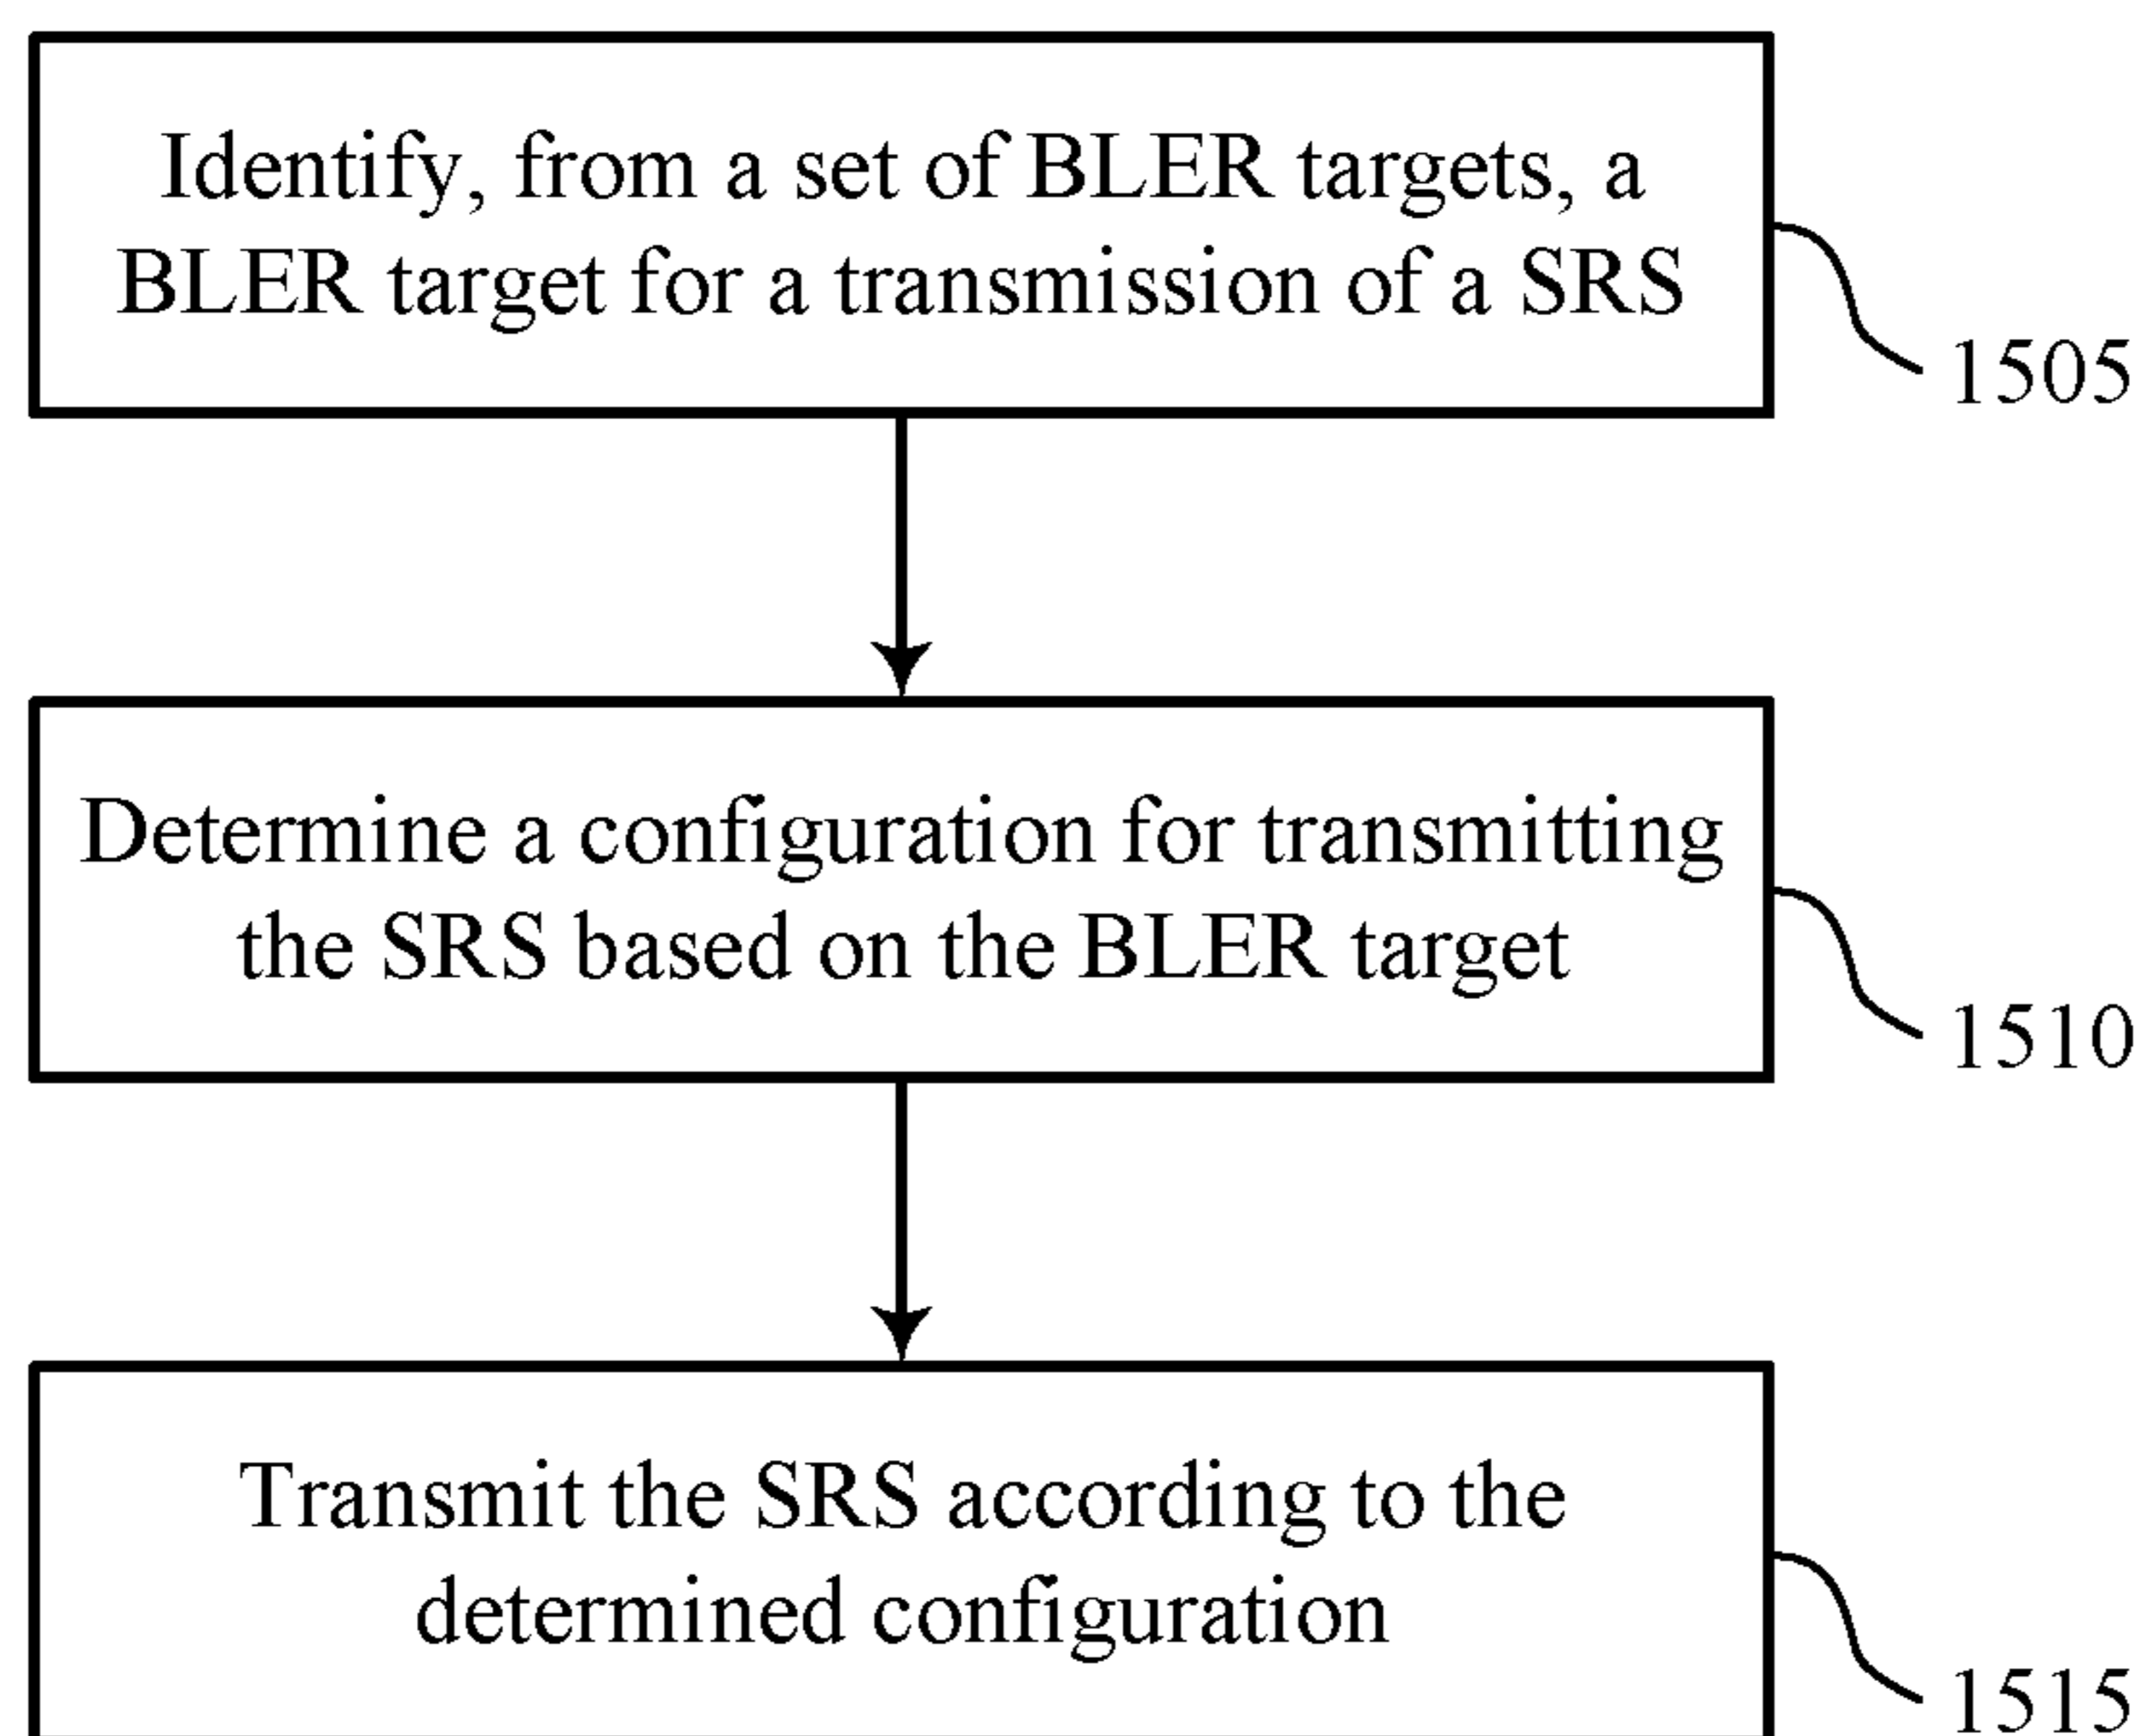 Identify, from a set of BLER targets, a
BLER target for a transmission of a SRS
1505
Determine a configuration for transmitting
the SRS based on the BLER target
1510
Transmit the SRS according to the
determined configuration
1515